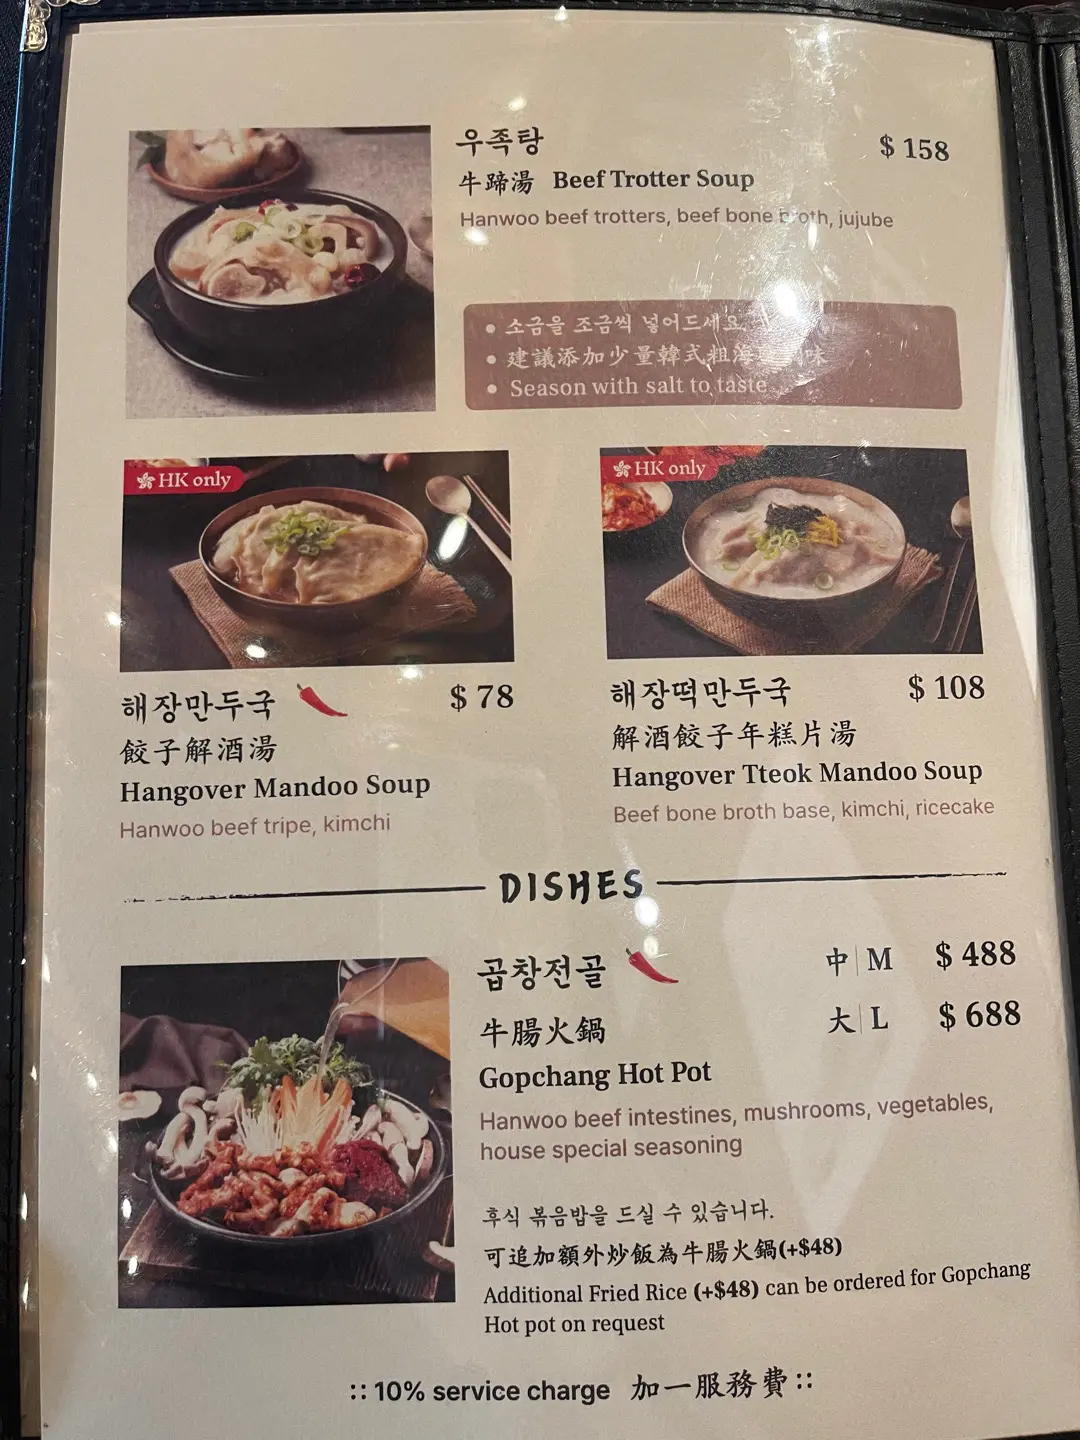 우족탕
$ 158
牛蹄湯 Beef Trotter Soup
Hanwoo beef trotters, beef bone broth, jujube
• 소금을 조금씩 넣어드세요
• 建議添加少量韓式粗海 味
• Season with salt to taste
HK only
HK only
해장만두국
$ 78
餃子解酒湯
Hangover Mandoo Soup
Hanwoo beef tripe, kimchi
해장떡만두국
$ 108
解酒餃子年糕片湯
Hangover Tteok Mandoo Soup
Beef bone broth base, kimchi, ricecake
DISHES
곱창전골
中 | M $ 488
牛腸火鍋
大 | L $ 688
Gopchang Hot Pot
Hanwoo beef intestines, mushrooms, vegetables,
house special seasoning
후식 볶음밥을 드실 수 있습니다.
可追加額外炒飯為牛腸火鍋(+$48)
Additional Fried Rice (+$48) can be ordered for Gopchang
Hot pot on request
:: 10% service charge 加一服務費 ::